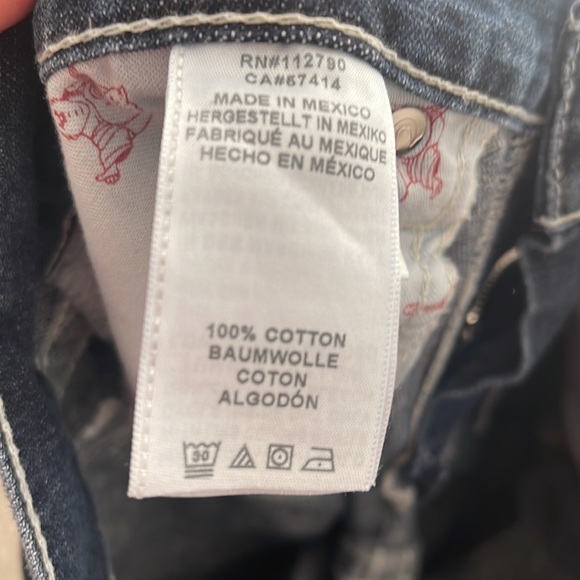 RN#112790
CA#67414
MADE IN MEXICO
HERGESTELLT IN MEXIKO
FABRIQUÉ AU MEXIQUE
HECHO EN MÉXICO
100% COTTON
BAUMWOLLE
COTON
ALGODÓN
30